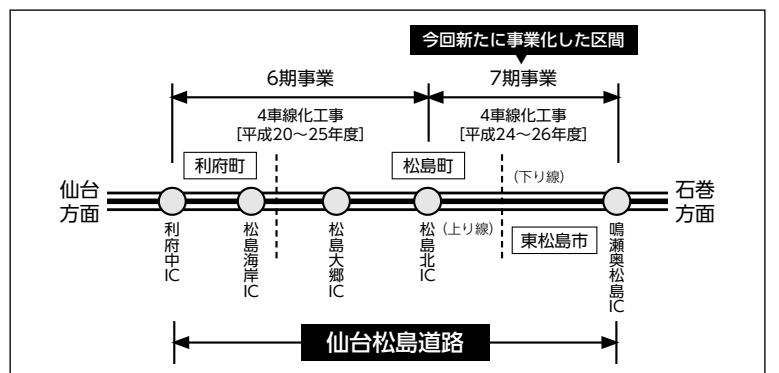 今回新たに事業化した区間
6期事業
7期事業
4車線化工事
[平成20～25年度]
4車線化工事
[平成24～26年度]
利府町
松島町
(下り線)
仙台
方面
石巻
方面
(上り線)
東松島市
利府中IC
松島海岸IC
松島大郷IC
松島北IC
鳴瀬奥松島IC
仙台松島道路